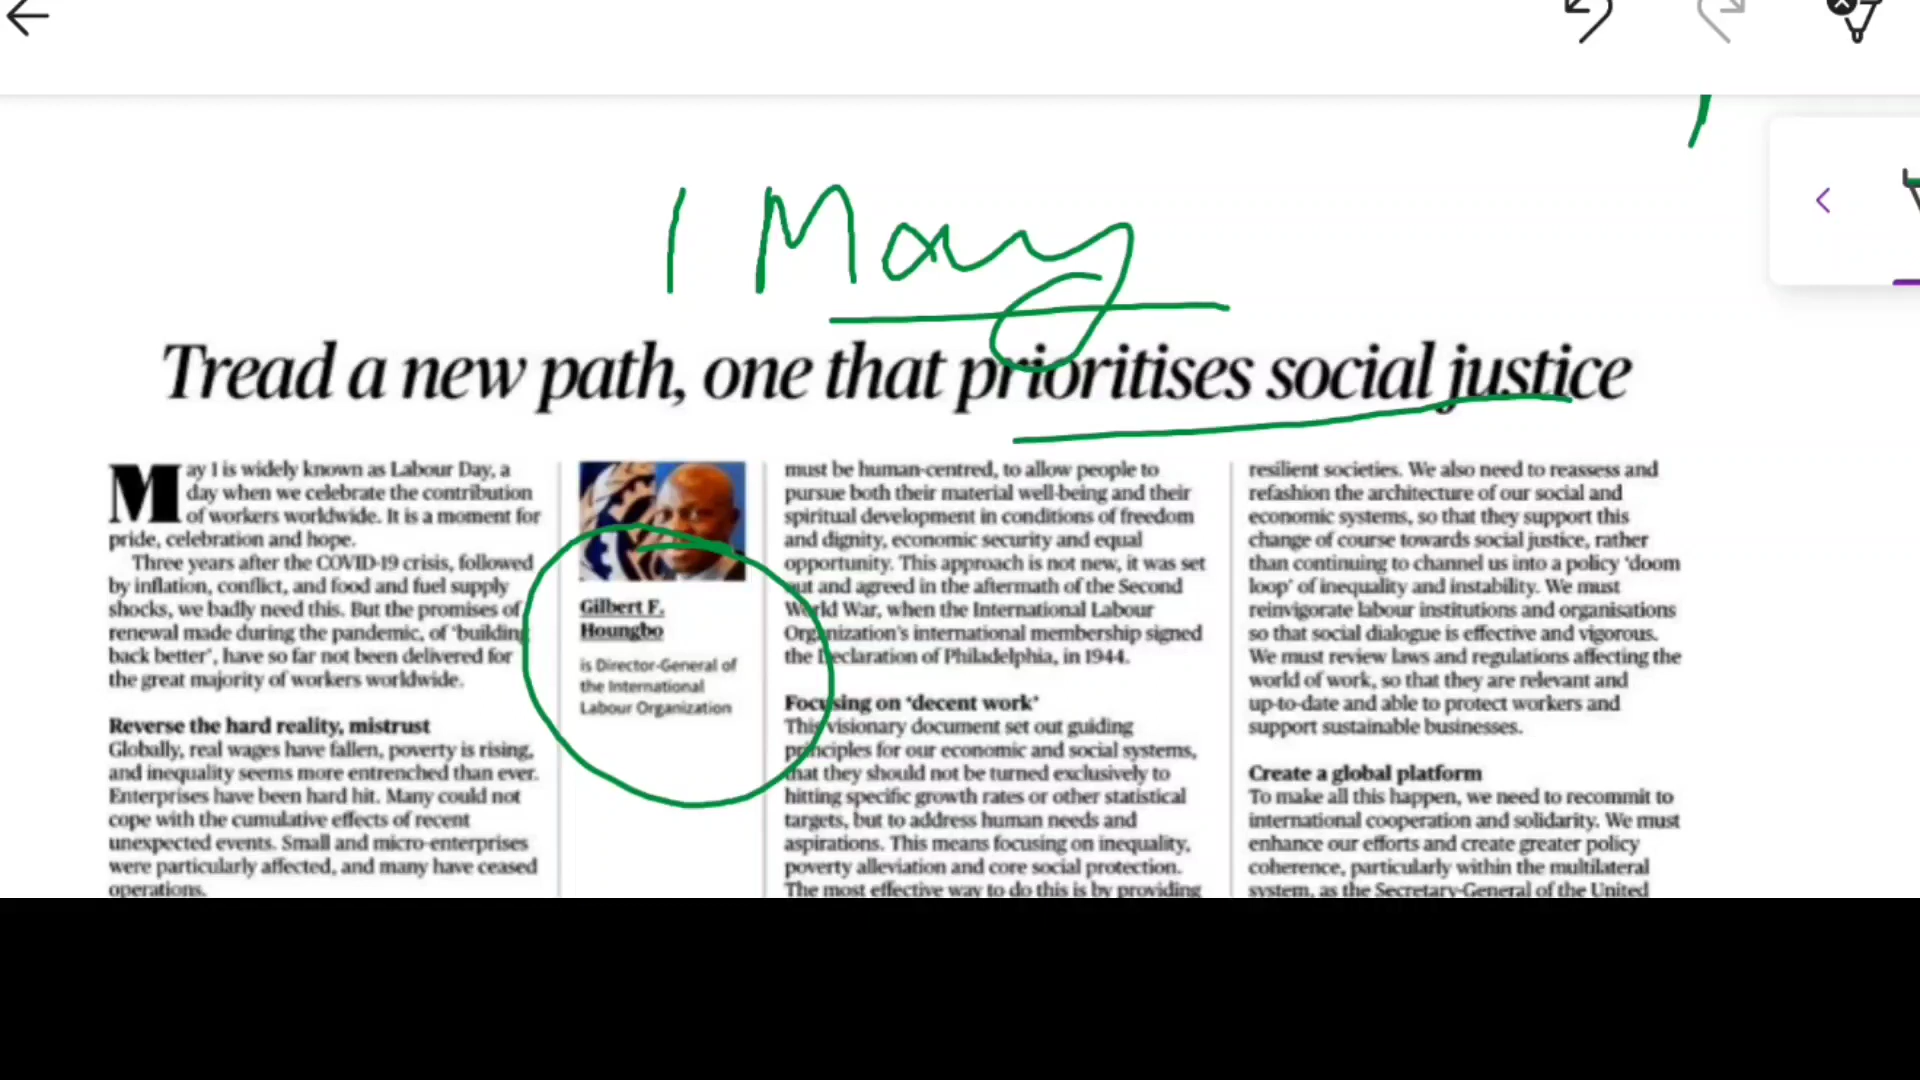 1 May
Tread a new path, one that prioritises social justice
May 1 is widely known as Labour Day, a
day when we celebrate the contribution
of workers worldwide. It is a moment for
pride, celebration and hope.
Three years after the COVID-19 crisis, followed
by inflation, conflict, and food and fuel supply
shocks, we badly need this. But the promises of
renewal made during the pandemic, of ‘building
back better’, have so far not been delivered for
the great majority of workers worldwide.
Reverse the hard reality, mistrust
Globally, real wages have fallen, poverty is rising,
and inequality seems more entrenched than ever.
Enterprises have been hard hit. Many could not
cope with the cumulative effects of recent
unexpected events. Small and micro-enterprises
were particularly affected, and many have ceased
operations.
Gilbert F.
Houngbo
is Director-General of
the International
Labour Organization
must be human-centred, to allow people to
pursue both their material well-being and their
spiritual development in conditions of freedom
and dignity, economic security and equal
opportunity. This approach is not new, it was set
out and agreed in the aftermath of the Second
World War, when the International Labour
Organization’s international membership signed
the Declaration of Philadelphia, in 1944.
Focusing on ‘decent work’
This visionary document set out guiding
principles for our economic and social systems,
that they should not be turned exclusively to
hitting specific growth rates or other statistical
targets, but to address human needs and
aspirations. This means focusing on inequality,
poverty alleviation and core social protection.
The most effective way to do this is by providing
resilient societies. We also need to reassess and
refashion the architecture of our social and
economic systems, so that they support this
change of course towards social justice, rather
than continuing to channel us into a policy ‘doom
loop’ of inequality and instability. We must
reinvigorate labour institutions and organisations
so that social dialogue is effective and vigorous.
We must review laws and regulations affecting the
world of work, so that they are relevant and
up-to-date and able to protect workers and
support sustainable businesses.
Create a global platform
To make all this happen, we need to recommit to
international cooperation and solidarity. We must
enhance our efforts and create greater policy
coherence, particularly within the multilateral
system, as the Secretary-General of the United